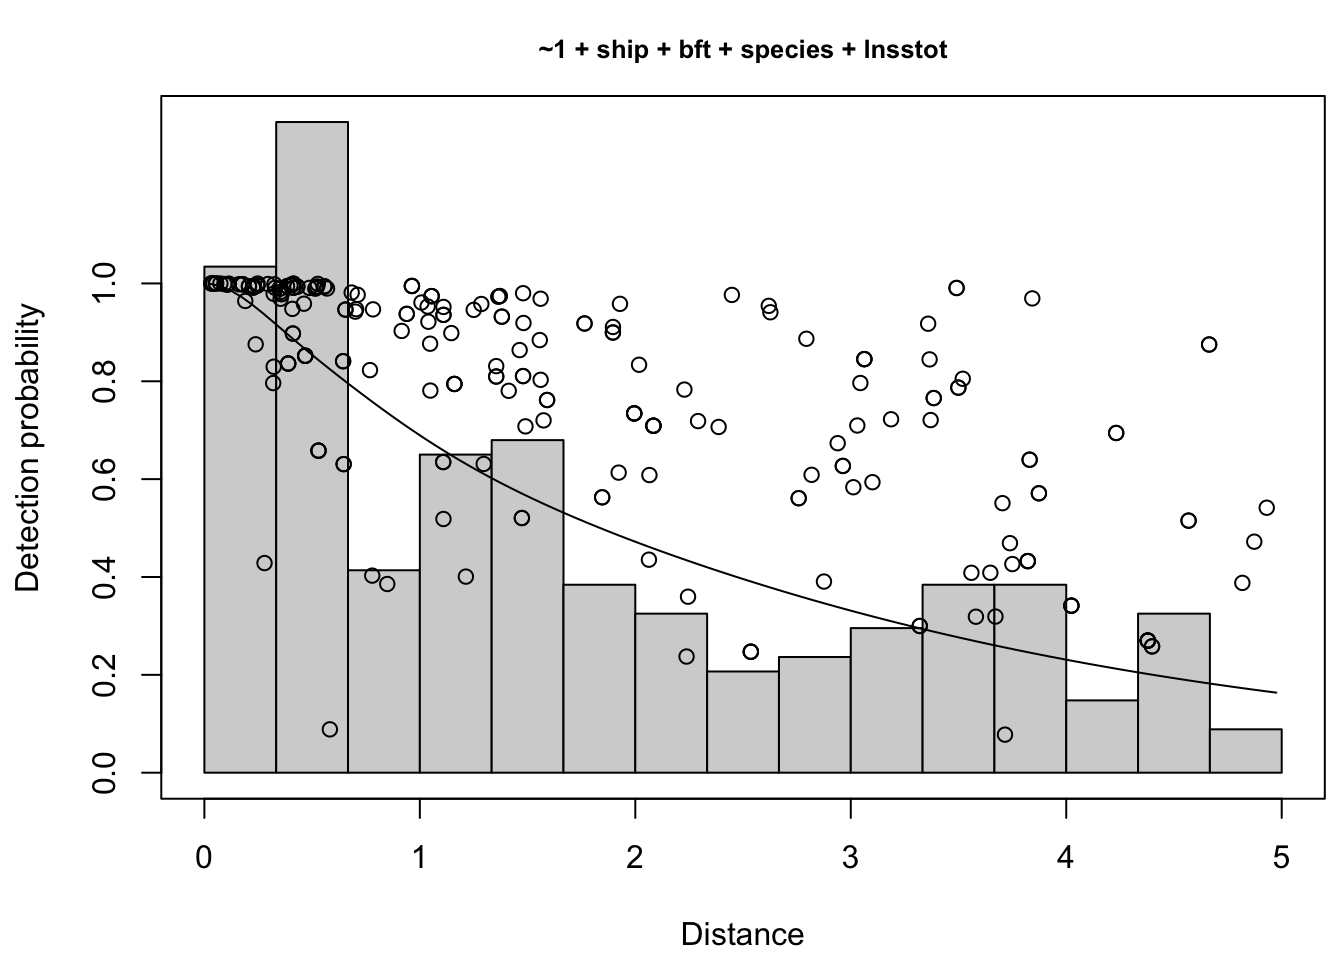 ~1 + ship + bft + species + lnsstot
Detection probability
1.0
0.8
0.6
0.4
0.2
0.0
0 1 2 3 4 5
Distance